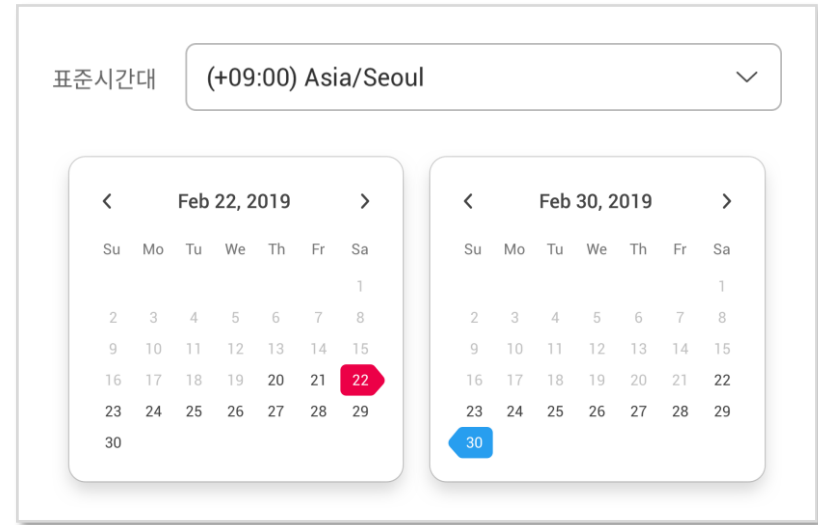 표준시간대 (+09:00) Asia/Seoul
Feb 22, 2019
Su Mo Tu We Th Fr Sa
1
2 3 4 5 6 7 8
9 10 11 12 13 14 15
16 17 18 19 20 21 22
23 24 25 26 27 28 29
30
Feb 30, 2019
Su Mo Tu We Th Fr Sa
1
2 3 4 5 6 7 8
9 10 11 12 13 14 15
16 17 18 19 20 21 22
23 24 25 26 27 28 29
30